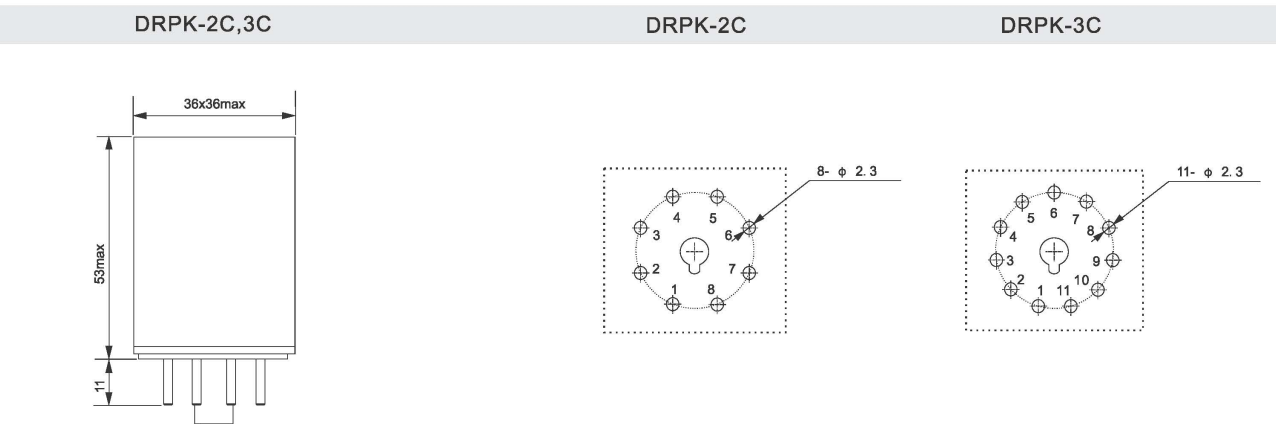 DRPK-2C,3C
DRPK-2C
DRPK-3C
36x36max
53max
11
8- ф 2.3
4 5
3 6
2 7
1 8
11- ф 2.3
5 6 7
4 8
3 9
2 10
1 11